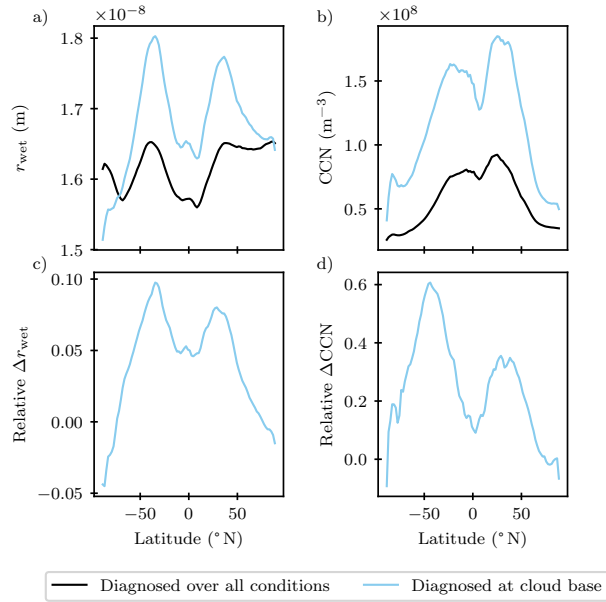 a)
×10⁻⁸
1.8
1.7
1.6
1.5
r_wet (m)
b)
×10⁸
1.5
1.0
0.5
CCN (m⁻³)
c)
0.10
0.05
0.00
−0.05
Relative Δr_wet
−50
0
50
Latitude (°N)
d)
0.6
0.4
0.2
0.0
Relative ΔCCN
−50
0
50
Latitude (°N)
Diagnosed over all conditions
Diagnosed at cloud base